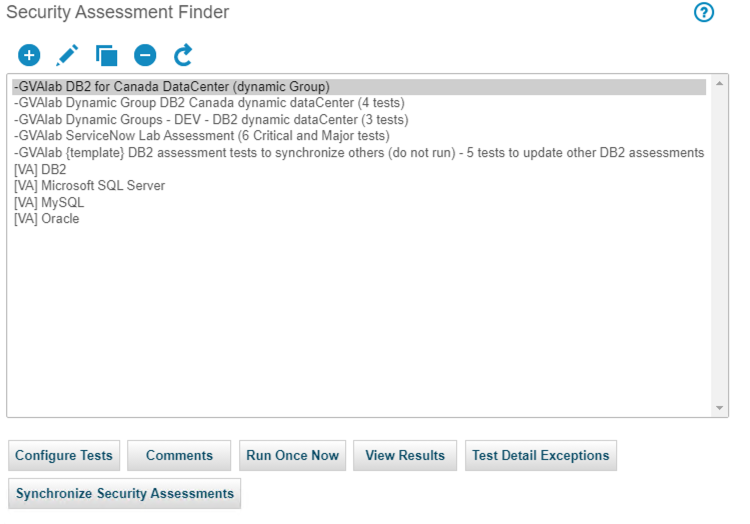 Security Assessment Finder
?
-GVAlab DB2 for Canada DataCenter (dynamic Group)
-GVAlab Dynamic Group DB2 Canada dynamic dataCenter (4 tests)
-GVAlab Dynamic Groups - DEV - DB2 dynamic dataCenter (3 tests)
-GVAlab ServiceNow Lab Assessment (6 Critical and Major tests)
-GVAlab {template} DB2 assessment tests to synchronize others (do not run) - 5 tests to update other DB2 assessments
[VA] DB2
[VA] Microsoft SQL Server
[VA] MySQL
[VA] Oracle
Configure Tests
Comments
Run Once Now
View Results
Test Detail Exceptions
Synchronize Security Assessments